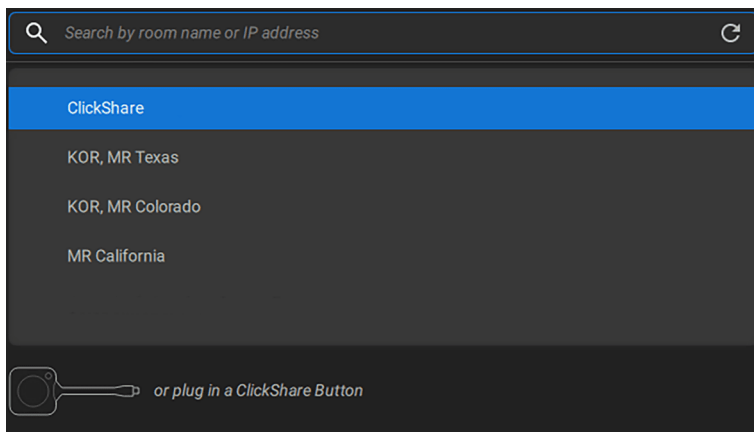 Search by room name or IP address
ClickShare
KOR, MR Texas
KOR, MR Colorado
MR California
or plug in a ClickShare Button